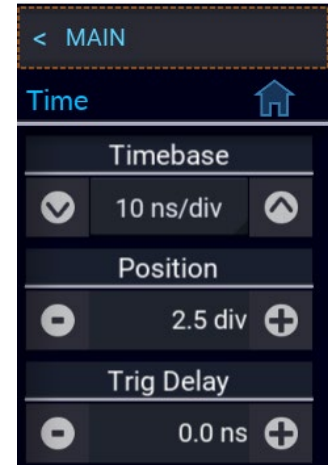 < MAIN
Time
Timebase
10 ns/div
Position
2.5 div
Trig Delay
0.0 ns